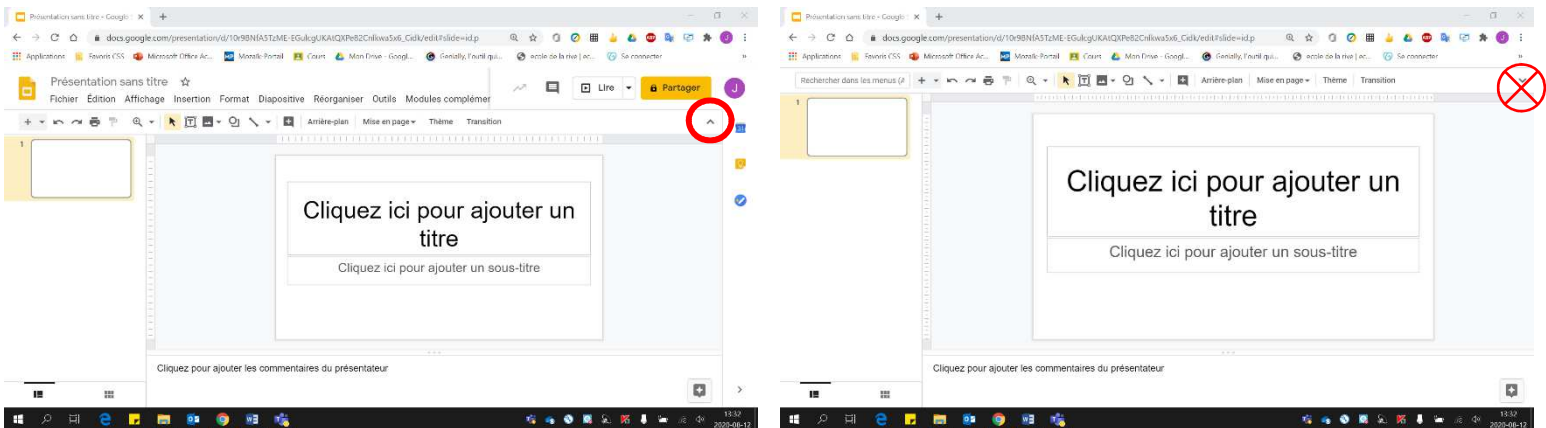 Présentation sans titre - Google
docs.google.com/presentation/d/10r98NfA5TzME-EGulcgUKAtQXPe82Cnlkwa5x6_Cidk/edit#slide=id.p
Applications Favoris CSS Microsoft Office Ac... Mozaïk-Portail Cours Mon Drive - Googl... Genially, l'outil qui... ecole de la rive | ec... Se connecter
Présentation sans titre
Fichier Édition Affichage Insertion Format Diapositive Réorganiser Outils Modules complémer
Lire
Partager
J
Arrière-plan Mise en page Thème Transition
1
Cliquez ici pour ajouter un
titre
Cliquez ici pour ajouter un sous-titre
Cliquez pour ajouter les commentaires du présentateur
13:32
2020-08-12
Présentation sans titre - Google
docs.google.com/presentation/d/10r98NfA5TzME-EGulcgUKAtQXPe82Cnlkwa5x6_Cidk/edit#slide=id.p
Applications Favoris CSS Microsoft Office Ac... Mozaïk-Portail Cours Mon Drive - Googl... Genially, l'outil qui... ecole de la rive | ec... Se connecter
Rechercher dans les menus (A Arrière-plan Mise en page Thème Transition
1
Cliquez ici pour ajouter un
titre
Cliquez ici pour ajouter un sous-titre
Cliquez pour ajouter les commentaires du présentateur
13:32
2020-08-12